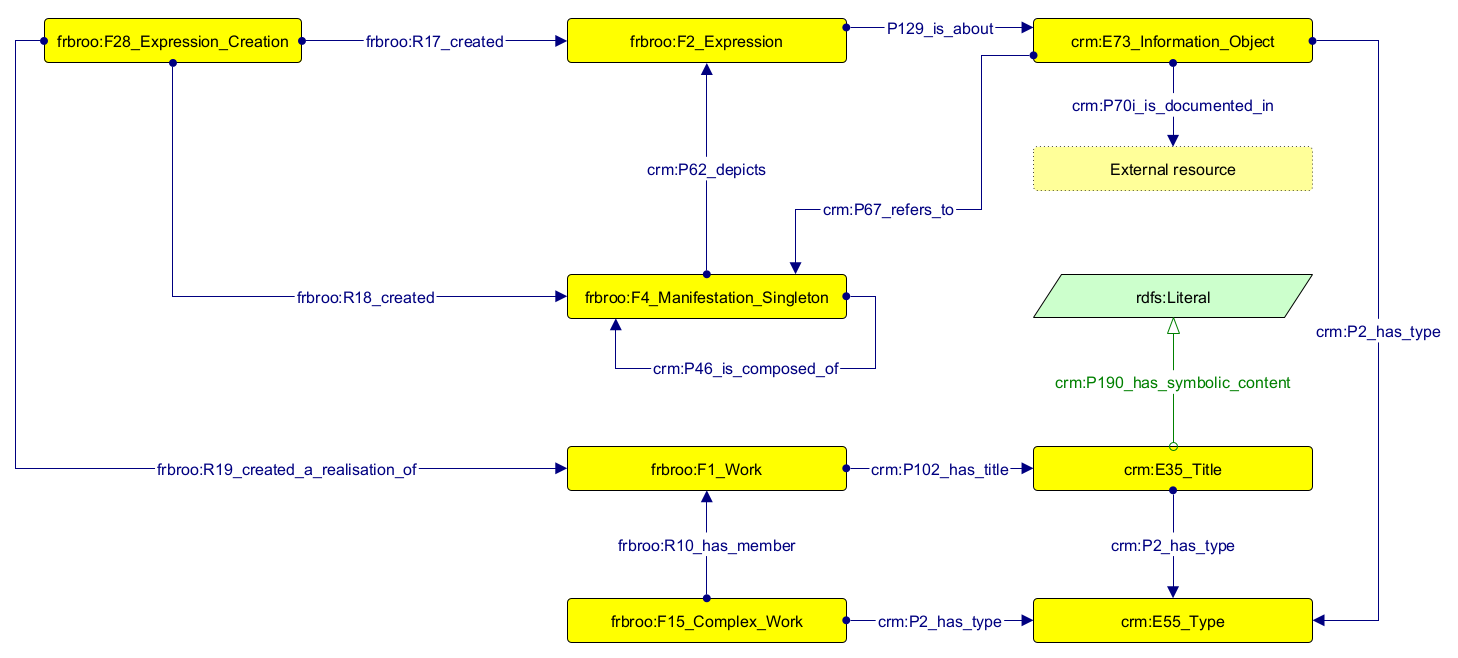 frbroo:F28_Expression_Creation
frbroo:R17_created
frbroo:F2_Expression
P129_is_about
crm:E73_Information_Object
crm:P70i_is_documented_in
External resource
crm:P62_depicts
crm:P67_refers_to
frbroo:R18_created
frbroo:F4_Manifestation_Singleton
rdfs:Literal
crm:P2_has_type
crm:P46_is_composed_of
crm:P190_has_symbolic_content
frbroo:R19_created_a_realisation_of
frbroo:F1_Work
crm:P102_has_title
crm:E35_Title
frbroo:R10_has_member
crm:P2_has_type
frbroo:F15_Complex_Work
crm:P2_has_type
crm:E55_Type